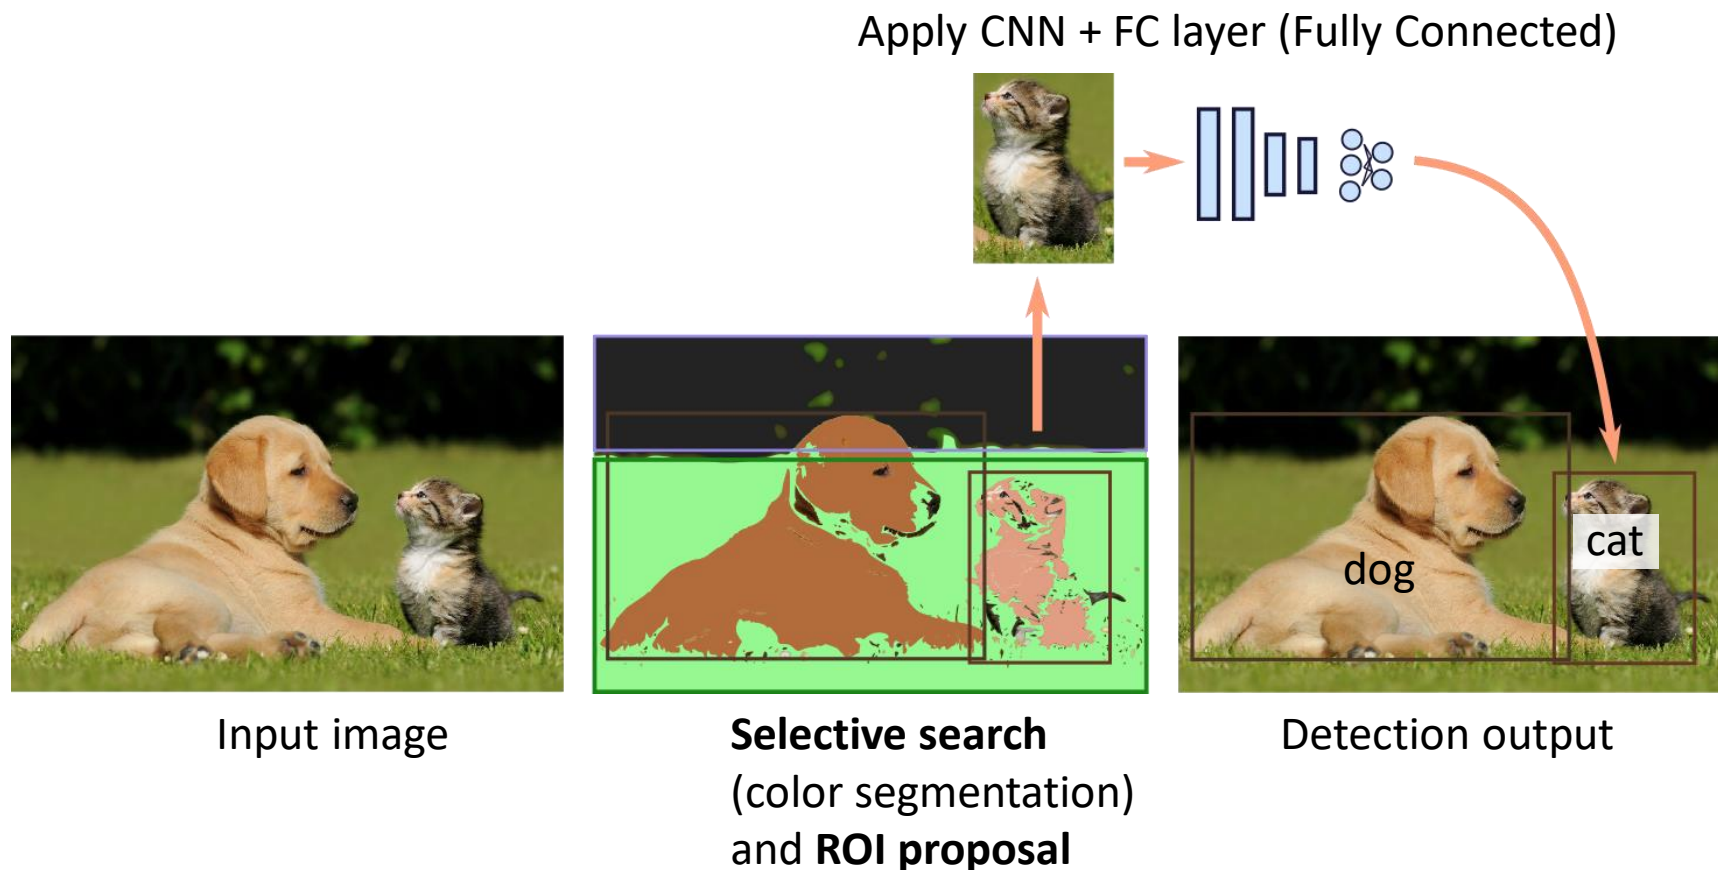 Apply CNN + FC layer (Fully Connected)
dog
cat
Input image
Selective search
(color segmentation)
and ROI proposal
Detection output